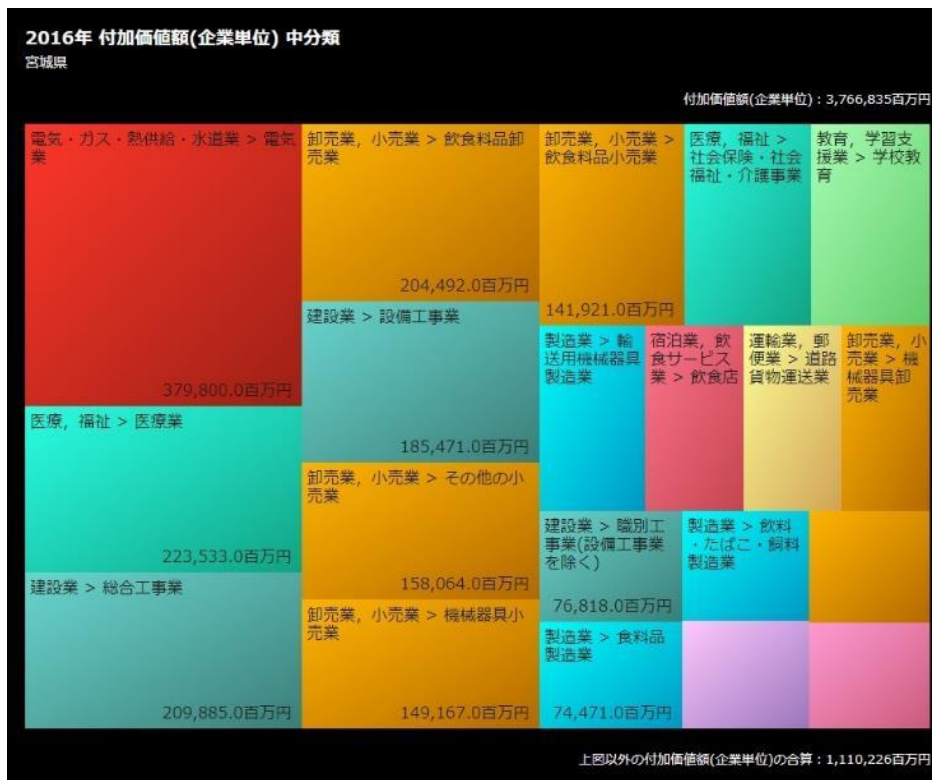 2016年 付加価値額(企業単位) 中分類
宮城県
付加価値額(企業単位)：3,766,835百万円
電気・ガス・熱供給・水道業 > 電気
業
379,800.0百万円
医療，福祉 > 医療業
223,533.0百万円
建設業 > 総合工事業
209,885.0百万円
卸売業，小売業 > 飲食料品卸
売業
204,492.0百万円
建設業 > 設備工事業
185,471.0百万円
卸売業，小売業 > その他の小
売業
158,064.0百万円
卸売業，小売業 > 機械器具小
売業
149,167.0百万円
卸売業，小売業 >
飲食料品小売業
141,921.0百万円
医療，福祉 >
社会保険・社会
福祉・介護事業
教育，学習支
援業 > 学校教
育
製造業 > 輸
送用機械器具
製造業
宿泊業，飲
食サービス
業 > 飲食店
運輸業，郵
便業 > 道路
貨物運送業
卸売業，小
売業 > 機
械器具卸
売業
建設業 > 職別工
事業(設備工事業
を除く)
76,818.0百万円
製造業 > 飲料
・たばこ・飼料
製造業
製造業 > 食料品
製造業
74,471.0百万円
上図以外の付加価値額(企業単位)の合算：1,110,226百万円